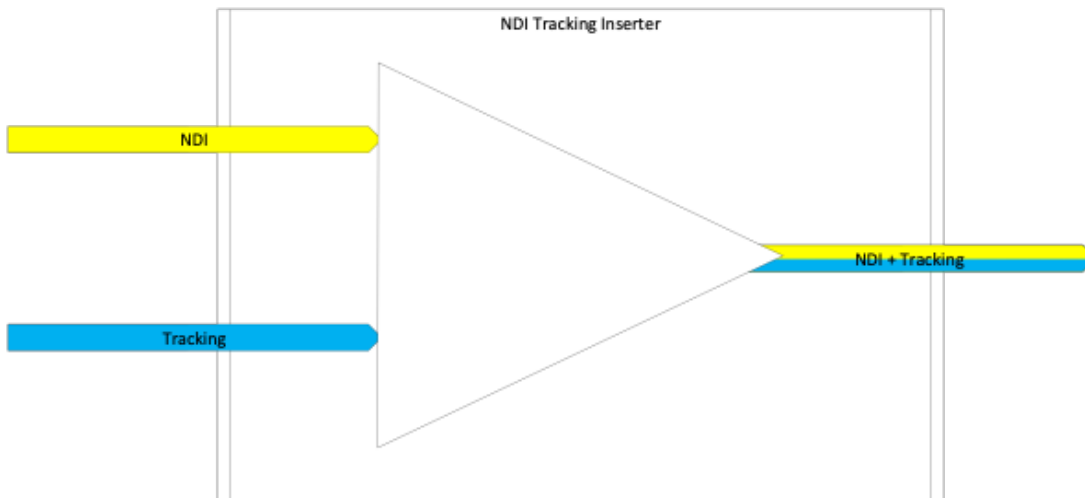 NDI Tracking Inserter
NDI
NDI + Tracking
Tracking